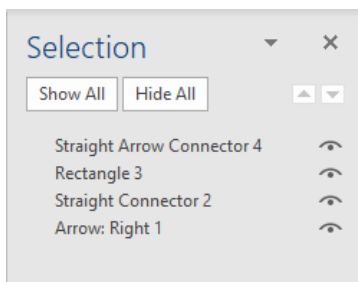 Selection
Show All Hide All
Straight Arrow Connector 4
Rectangle 3
Straight Connector 2
Arrow: Right 1